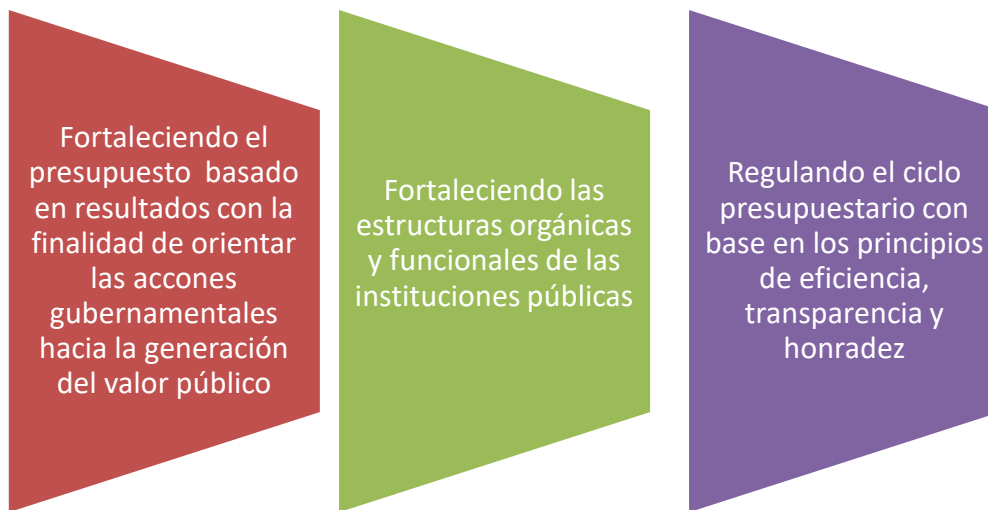 Fortaleciendo el
presupuesto basado
en resultados con la
finalidad de orientar
las accones
gubernamentales
hacia la generación
del valor público
Fortaleciendo las
estructuras orgánicas
y funcionales de las
instituciones públicas
Regulando el ciclo
presupuestario con
base en los principios
de eficiencia,
transparencia y
honradez